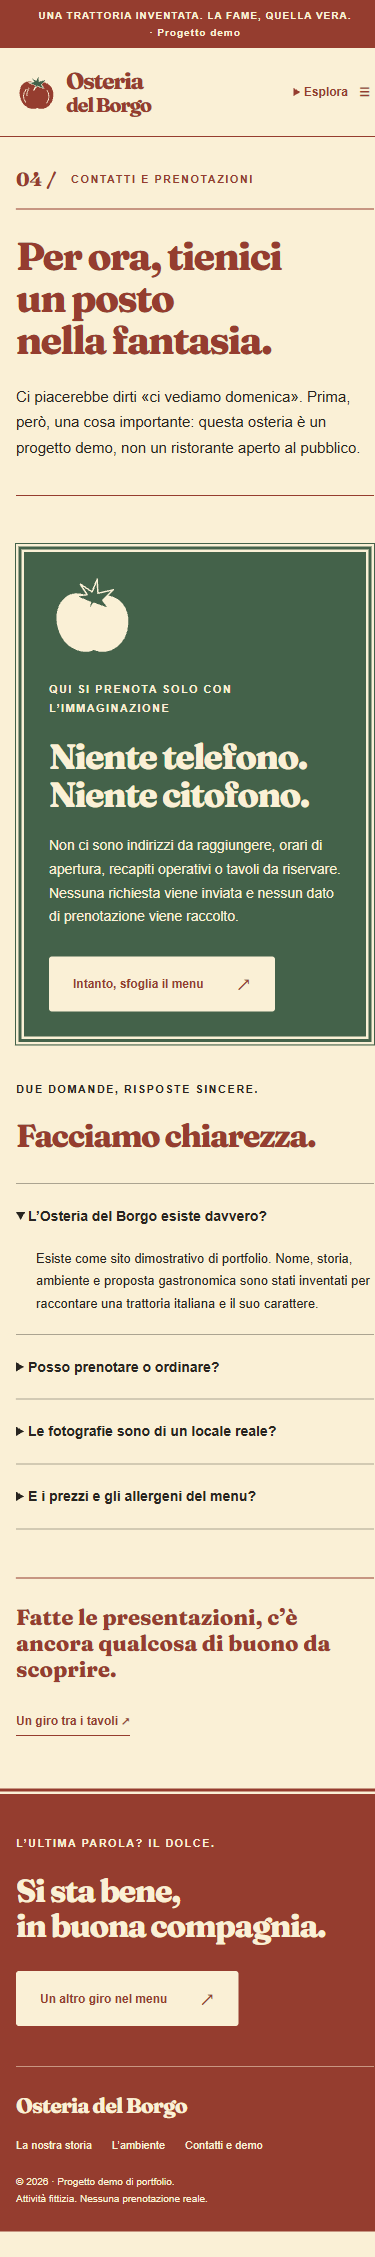 UNA TRATTORIA INVENTATA. LA FAME, QUELLA VERA.
· Progetto demo
Osteria
del Borgo
Esplora
04 / CONTATTI E PRENOTAZIONI
Per ora, tienici
un posto
nella fantasia.
Ci piacerebbe dirti «ci vediamo domenica». Prima,
però, una cosa importante: questa osteria è un
progetto demo, non un ristorante aperto al pubblico.
QUI SI PRENOTA SOLO CON
L’IMMAGINAZIONE
Niente telefono.
Niente citofono.
Non ci sono indirizzi da raggiungere, orari di
apertura, recapiti operativi o tavoli da riservare.
Nessuna richiesta viene inviata e nessun dato
di prenotazione viene raccolto.
Intanto, sfoglia il menu ↗
DUE DOMANDE, RISPOSTE SINCERE.
Facciamo chiarezza.
L’Osteria del Borgo esiste davvero?
Esiste come sito dimostrativo di portfolio. Nome, storia,
ambiente e proposta gastronomica sono stati inventati per
raccontare una trattoria italiana e il suo carattere.
Posso prenotare o ordinare?
Le fotografie sono di un locale reale?
E i prezzi e gli allergeni del menu?
Fatte le presentazioni, c’è
ancora qualcosa di buono da
scoprire.
Un giro tra i tavoli ↗
L’ULTIMA PAROLA? IL DOLCE.
Si sta bene,
in buona compagnia.
Un altro giro nel menu ↗
Osteria del Borgo
La nostra storia L’ambiente Contatti e demo
© 2026 · Progetto demo di portfolio.
Attività fittizia. Nessuna prenotazione reale.